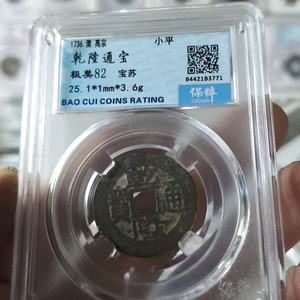 1736 清 高宗 小平
乾隆通宝
极美82 宝苏
25.1*1mm*3.6g
B4421B3771
保粹
BAO CUI COINS RATING